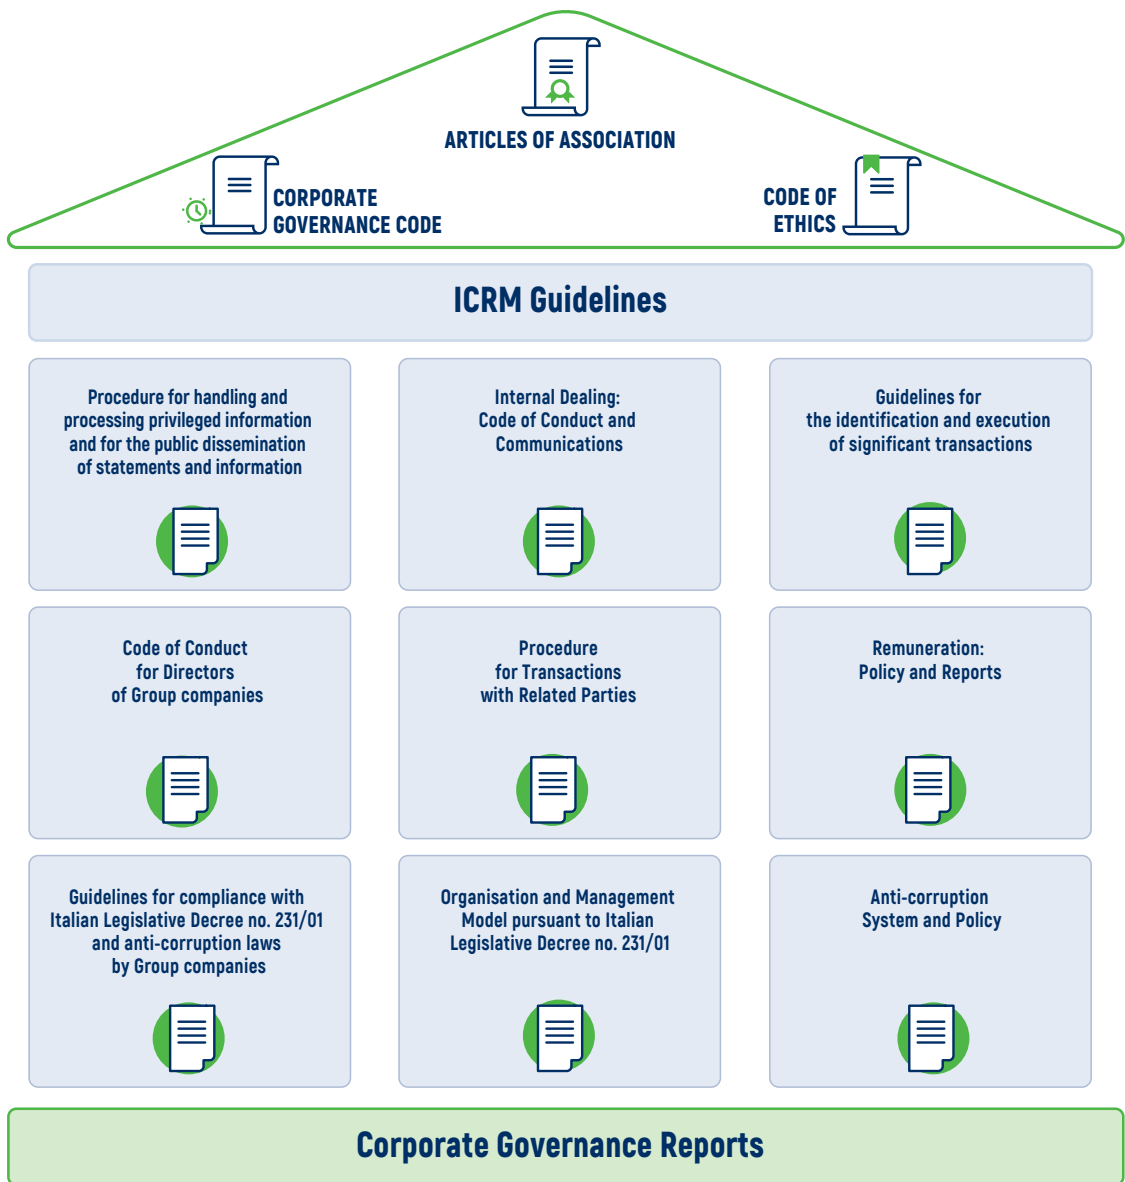 ARTICLES OF ASSOCIATION
CORPORATE
GOVERNANCE CODE
CODE OF
ETHICS
ICRM Guidelines
Procedure for handling and
processing privileged information
and for the public dissemination
of statements and information
Internal Dealing:
Code of Conduct and
Communications
Guidelines for
the identification and execution
of significant transactions
Code of Conduct
for Directors
of Group companies
Procedure
for Transactions
with Related Parties
Remuneration:
Policy and Reports
Guidelines for compliance with
Italian Legislative Decree no. 231/01
and anti-corruption laws
by Group companies
Organisation and Management
Model pursuant to Italian
Legislative Decree no. 231/01
Anti-corruption
System and Policy
Corporate Governance Reports